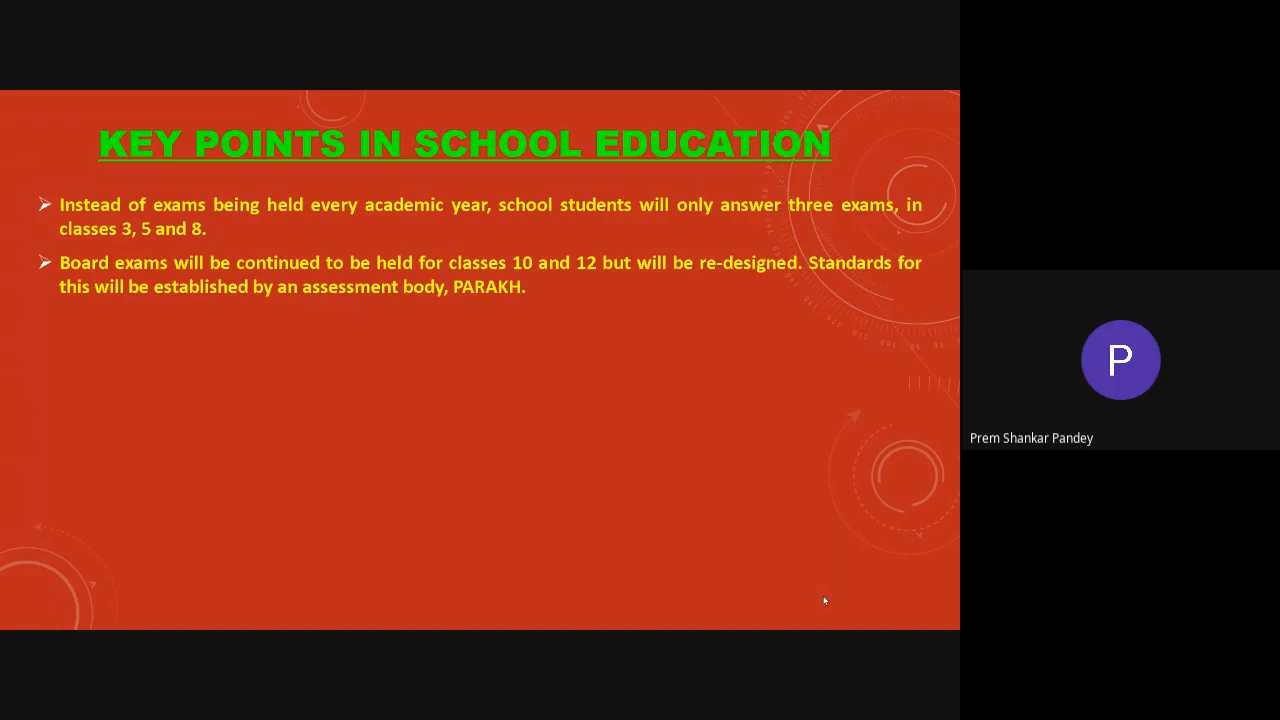 KEY POINTS IN SCHOOL EDUCATION
➢ Instead of exams being held every academic year, school students will only answer three exams, in
classes 3, 5 and 8.
➢ Board exams will be continued to be held for classes 10 and 12 but will be re-designed. Standards for
this will be established by an assessment body, PARAKH.
P
Prem Shankar Pandey